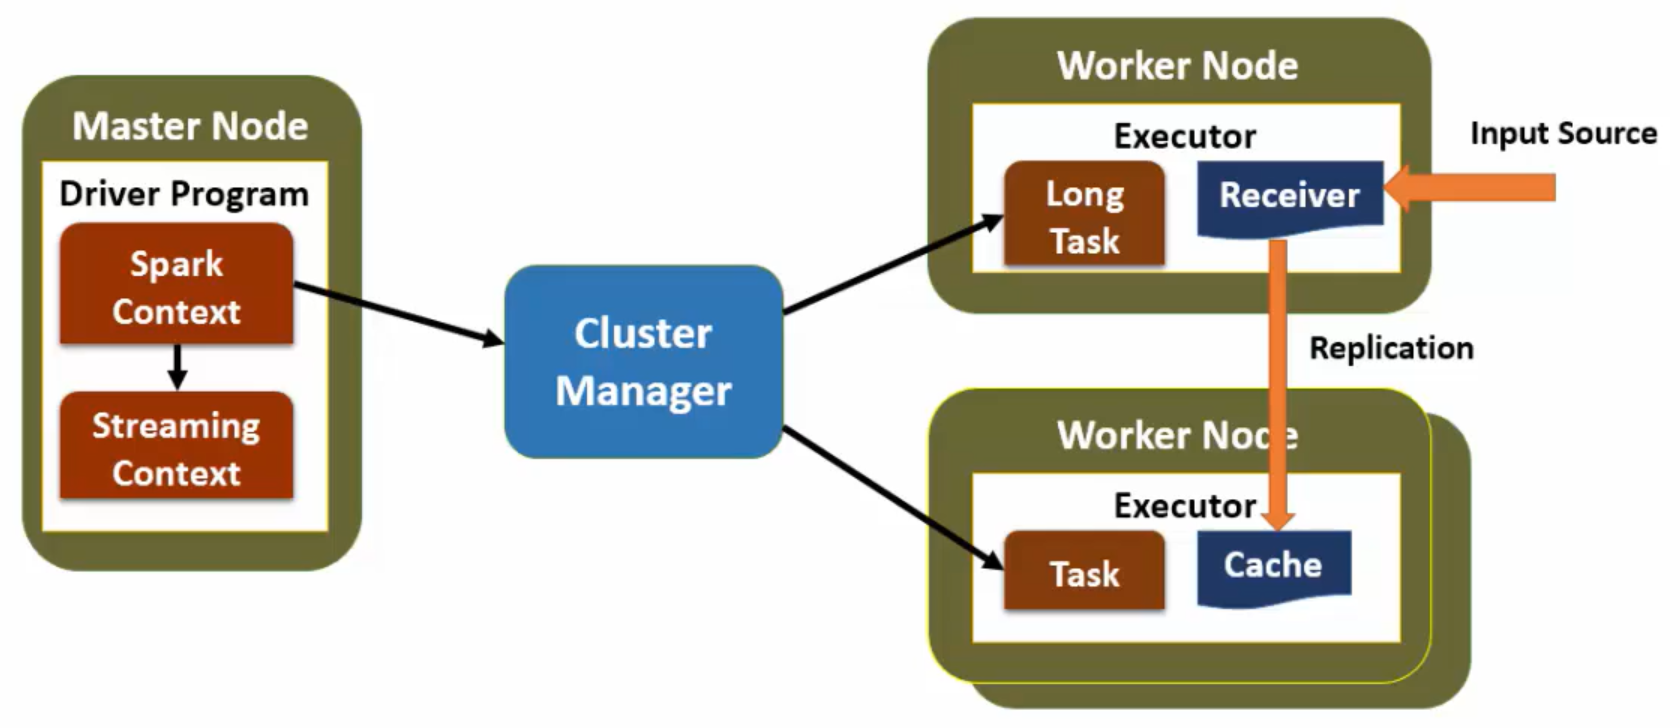 Master Node
Driver Program
Spark
Context
Streaming
Context
Cluster
Manager
Worker Node
Executor
Long
Task
Receiver
Input Source
Replication
Worker Node
Executor
Task
Cache